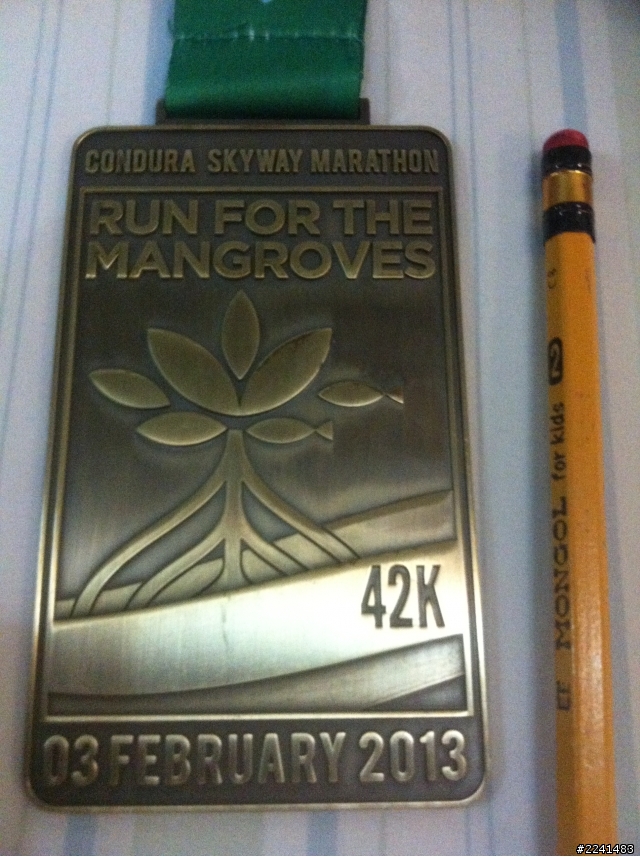 CONDURA SKYWAY MARATHON
RUN FOR THE
MANGROVES
42K
03 FEBRUARY 2013
EF MONGOL for kids 2
#2241483